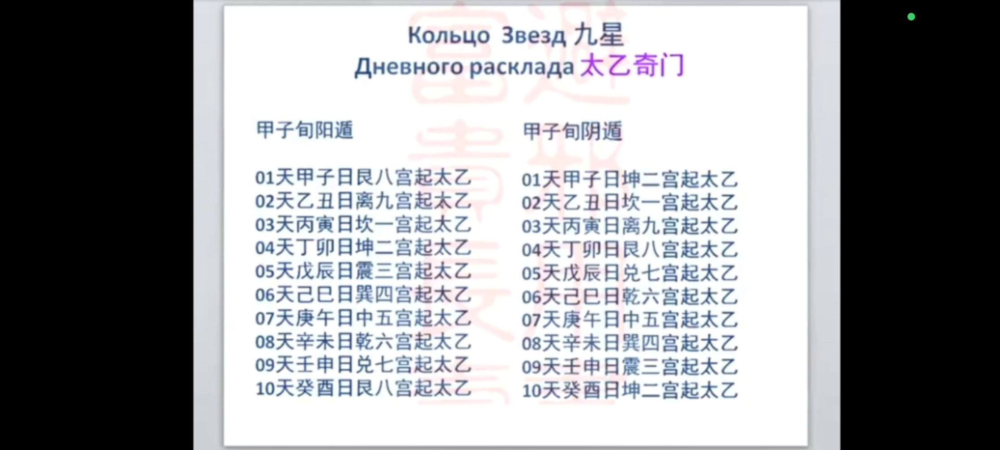 Кольцо Звезд 九星
Дневного расклада 太乙奇门
甲子旬阳遁
01天甲子日艮八宫起太乙
02天乙丑日离九宫起太乙
03天丙寅日坎一宫起太乙
04天丁卯日坤二宫起太乙
05天戊辰日震三宫起太乙
06天己巳日巽四宫起太乙
07天庚午日中五宫起太乙
08天辛未日乾六宫起太乙
09天壬申日兑七宫起太乙
10天癸酉日艮八宫起太乙
甲子旬阴遁
01天甲子日坤二宫起太乙
02天乙丑日坎一宫起太乙
03天丙寅日离九宫起太乙
04天丁卯日艮八宫起太乙
05天戊辰日兑七宫起太乙
06天己巳日乾六宫起太乙
07天庚午日中五宫起太乙
08天辛未日巽四宫起太乙
09天壬申日震三宫起太乙
10天癸酉日坤二宫起太乙